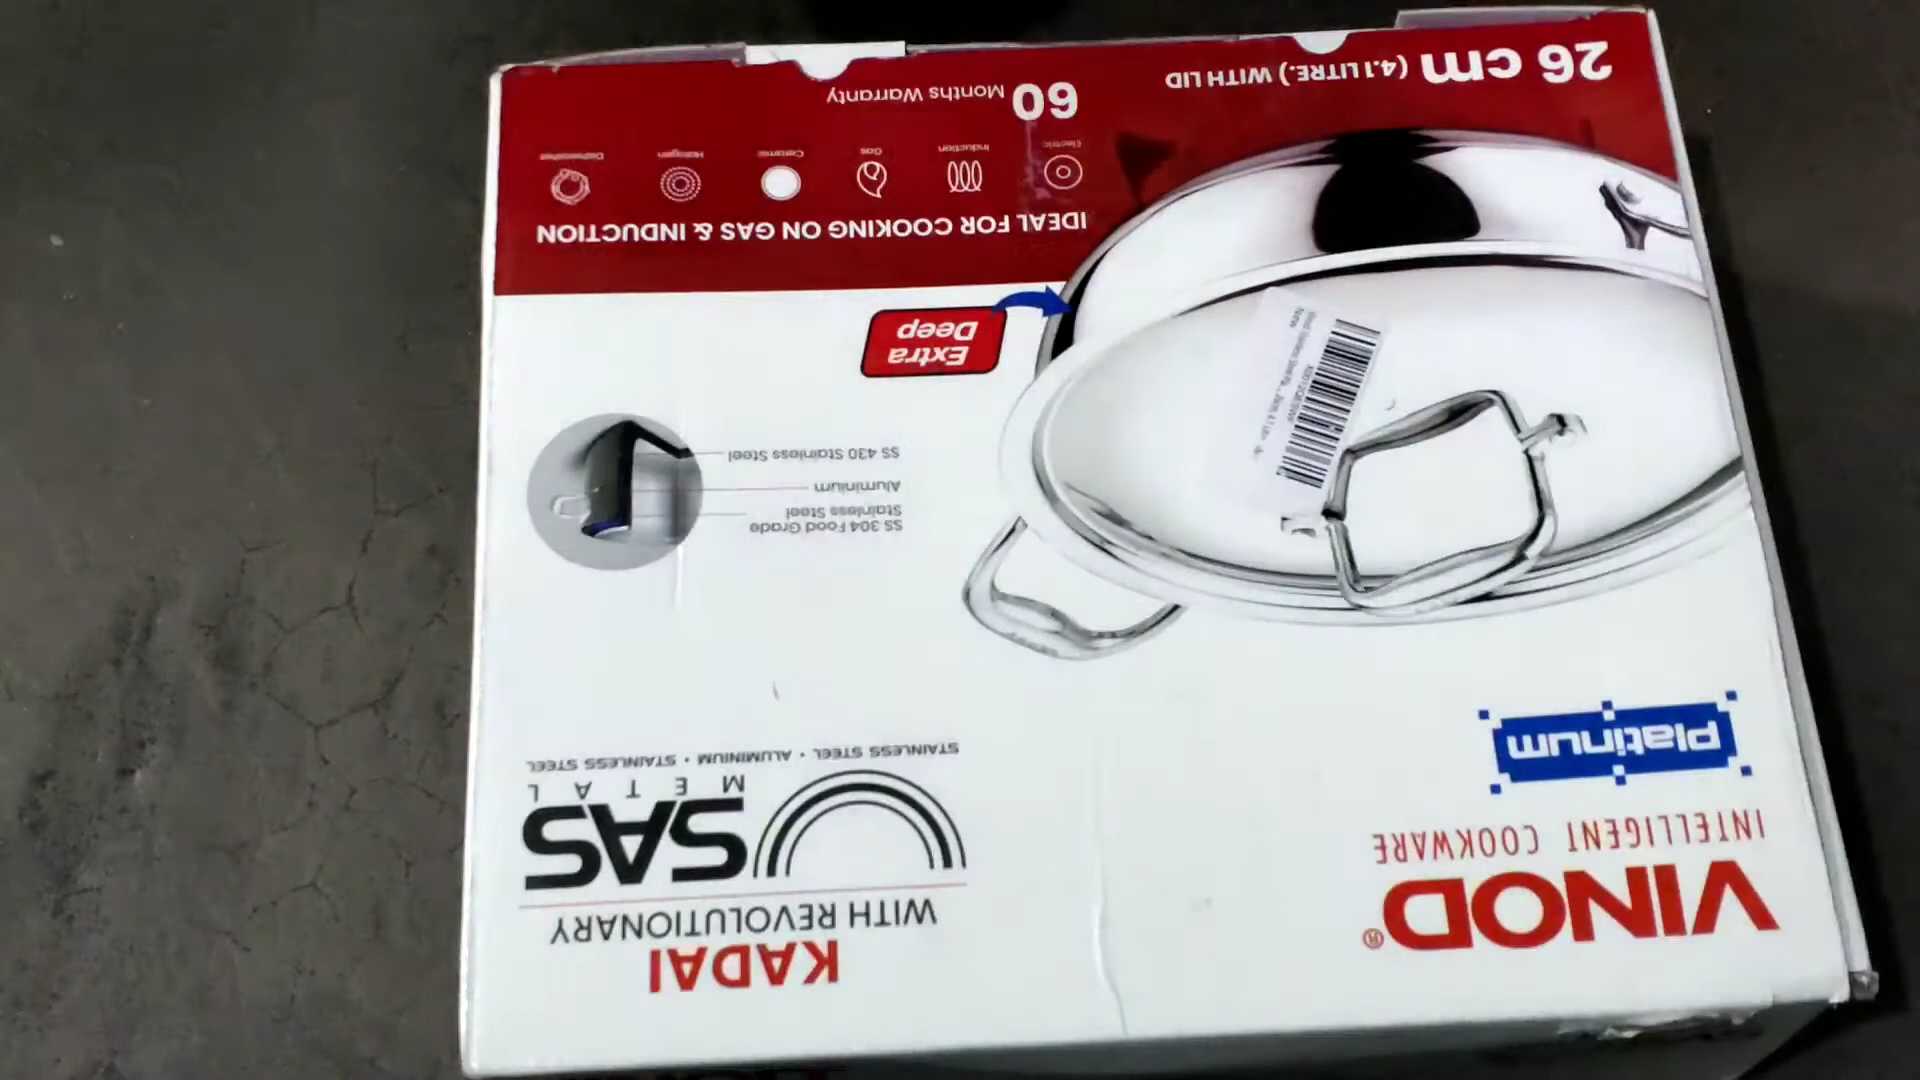 VINOD®
INTELLIGENT COOKWARE
Platinum
KADAI
WITH REVOLUTIONARY
SAS
METAL
STAINLESS STEEL • ALUMINIUM • STAINLESS STEEL
SS 304 Food Grade
Stainless Steel
Aluminium
SS 430 Stainless Steel
Extra
Deep
IDEAL FOR COOKING ON GAS & INDUCTION
Electric
Induction
Gas
Ceramic
Halogen
Dishwasher
60 Months Warranty
26 cm (4.1 LITRE.) WITH LID
New